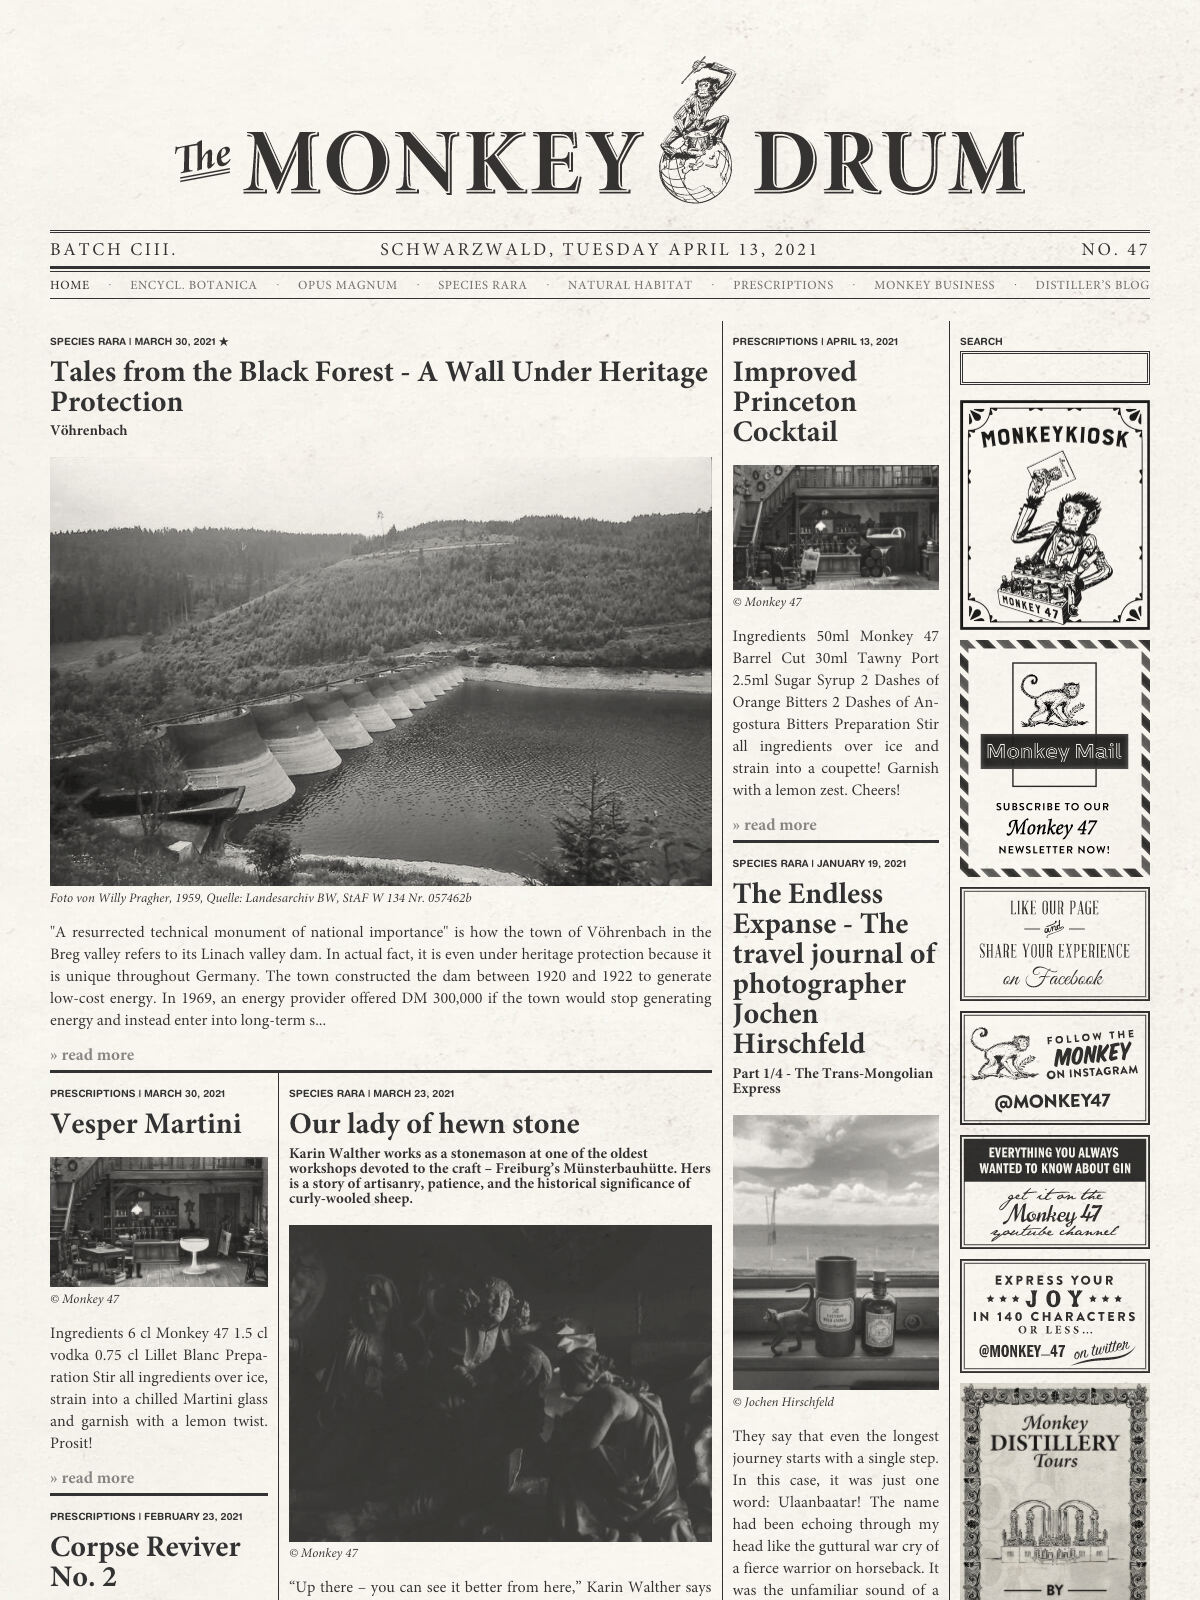 The MONKEY DRUM
BATCH CIII.
SCHWARZWALD, TUESDAY APRIL 13, 2021
NO. 47
HOME · ENCYCL. BOTANICA · OPUS MAGNUM · SPECIES RARA · NATURAL HABITAT · PRESCRIPTIONS · MONKEY BUSINESS · DISTILLER'S BLOG
SPECIES RARA | MARCH 30, 2021 ★
Tales from the Black Forest - A Wall Under Heritage
Protection
Vöhrenbach
Foto von Willy Pragher, 1959, Quelle: Landesarchiv BW, StAF W 134 Nr. 057462b
"A resurrected technical monument of national importance" is how the town of Vöhrenbach in the
Breg valley refers to its Linach valley dam. In actual fact, it is even under heritage protection because it
is unique throughout Germany. The town constructed the dam between 1920 and 1922 to generate
low-cost energy. In 1969, an energy provider offered DM 300,000 if the town would stop generating
energy and instead enter into long-term s...
» read more
PRESCRIPTIONS | MARCH 30, 2021
Vesper Martini
© Monkey 47
Ingredients 6 cl Monkey 47 1.5 cl
vodka 0.75 cl Lillet Blanc Prepa-
ration Stir all ingredients over ice,
strain into a chilled Martini glass
and garnish with a lemon twist.
Prosit!
» read more
PRESCRIPTIONS | FEBRUARY 23, 2021
Corpse Reviver
No. 2
SPECIES RARA | MARCH 23, 2021
Our lady of hewn stone
Karin Walther works as a stonemason at one of the oldest
workshops devoted to the craft – Freiburg's Münsterbauhütte. Hers
is a story of artisanry, patience, and the historical significance of
curly-wooled sheep.
© Monkey 47
“Up there – you can see it better from here,” Karin Walther says
PRESCRIPTIONS | APRIL 13, 2021
Improved
Princeton
Cocktail
© Monkey 47
Ingredients 50ml Monkey 47
Barrel Cut 30ml Tawny Port
2.5ml Sugar Syrup 2 Dashes of
Orange Bitters 2 Dashes of An-
gostura Bitters Preparation Stir
all ingredients over ice and
strain into a coupette! Garnish
with a lemon zest. Cheers!
» read more
SPECIES RARA | JANUARY 19, 2021
The Endless
Expanse - The
travel journal of
photographer
Jochen
Hirschfeld
Part 1/4 - The Trans-Mongolian
Express
© Jochen Hirschfeld
They say that even the longest
journey starts with a single step.
In this case, it was just one
word: Ulaanbaatar! The name
had been echoing through my
head like the guttural war cry of
a fierce warrior on horseback. It
was the unfamiliar sound of a
SEARCH
MONKEYKIOSK
MONKEY 47
Monkey Mail
SUBSCRIBE TO OUR
Monkey 47
NEWSLETTER NOW!
LIKE OUR PAGE
and
SHARE YOUR EXPERIENCE
on Facebook
FOLLOW THE
MONKEY
ON INSTAGRAM
@MONKEY47
EVERYTHING YOU ALWAYS
WANTED TO KNOW ABOUT GIN
get it on the
Monkey 47
youtube channel
EXPRESS YOUR
★ ★ ★ JOY ★ ★ ★
IN 140 CHARACTERS
OR LESS...
@MONKEY_47 on twitter
Monkey
DISTILLERY
Tours
BY